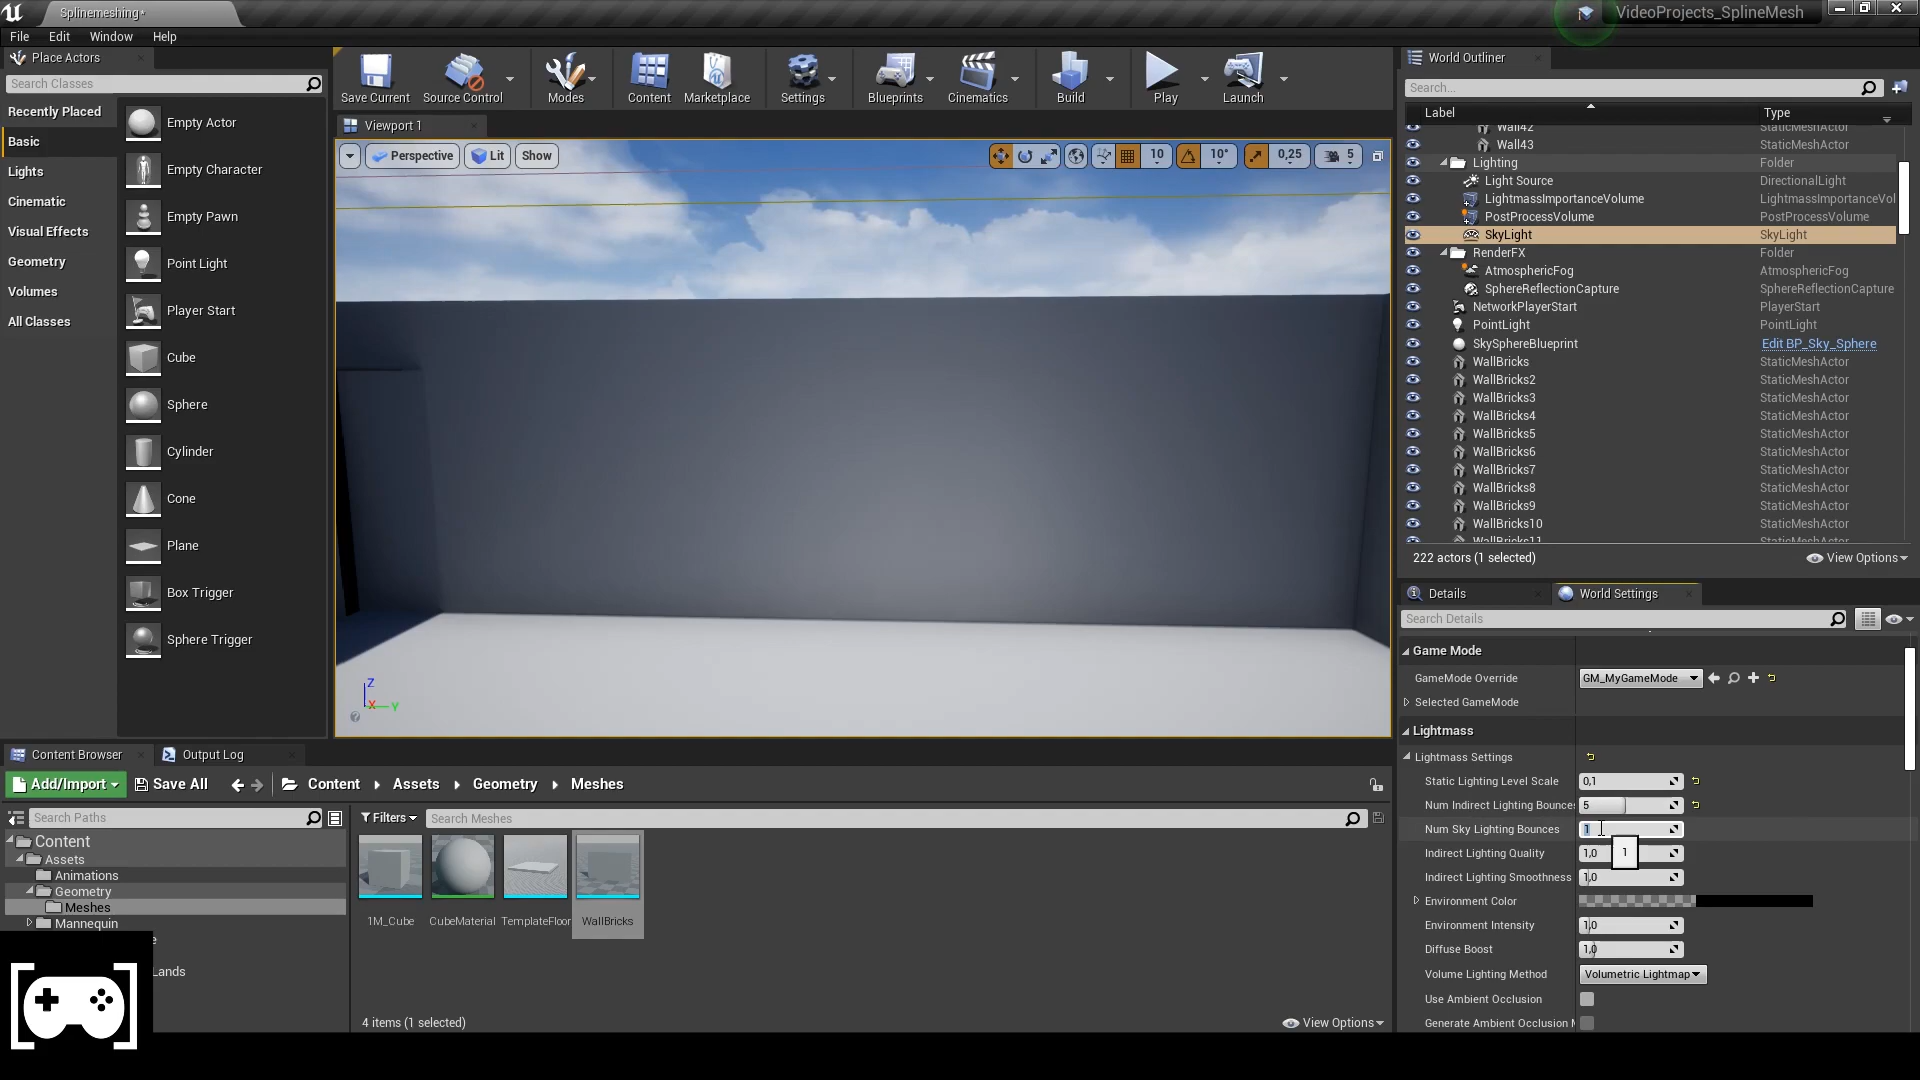 Splinemeshing*
VideoProjects_SplineMesh
File
Edit
Window
Help
Place Actors
Search Classes
Recently Placed
Basic
Lights
Cinematic
Visual Effects
Geometry
Volumes
All Classes
Empty Actor
Empty Character
Empty Pawn
Point Light
Player Start
Cube
Sphere
Cylinder
Cone
Plane
Box Trigger
Sphere Trigger
Save Current
Source Control
Modes
Content
Marketplace
Settings
Blueprints
Cinematics
Build
Play
Launch
Viewport 1
Perspective
Lit
Show
10
10°
0,25
5
Z
X
Y
World Outliner
Search...
Label
Type
Wall42
StaticMeshActor
Wall43
StaticMeshActor
Lighting
Folder
Light Source
DirectionalLight
LightmassImportanceVolume
LightmassImportanceVol
PostProcessVolume
PostProcessVolume
SkyLight
SkyLight
RenderFX
Folder
AtmosphericFog
AtmosphericFog
SphereReflectionCapture
SphereReflectionCapture
NetworkPlayerStart
PlayerStart
PointLight
PointLight
SkySphereBlueprint
Edit BP_Sky_Sphere
WallBricks
StaticMeshActor
WallBricks2
StaticMeshActor
WallBricks3
StaticMeshActor
WallBricks4
StaticMeshActor
WallBricks5
StaticMeshActor
WallBricks6
StaticMeshActor
WallBricks7
StaticMeshActor
WallBricks8
StaticMeshActor
WallBricks9
StaticMeshActor
WallBricks10
StaticMeshActor
WallBricks11
StaticMeshActor
222 actors (1 selected)
View Options
Details
World Settings
Search Details
Game Mode
GameMode Override
GM_MyGameMode
Selected GameMode
Lightmass
Lightmass Settings
Static Lighting Level Scale
0,1
Num Indirect Lighting Bounces
5
Num Sky Lighting Bounces
1
1
Indirect Lighting Quality
1,0
Indirect Lighting Smoothness
1,0
Environment Color
Environment Intensity
1,0
Diffuse Boost
1,0
Volume Lighting Method
Volumetric Lightmap
Use Ambient Occlusion
Generate Ambient Occlusion M
Content Browser
Output Log
Add/Import
Save All
Content
Assets
Geometry
Meshes
Search Paths
Filters
Search Meshes
Content
Assets
Animations
Geometry
Meshes
Mannequin
e
Lands
1M_Cube
CubeMaterial
TemplateFloor
WallBricks
4 items (1 selected)
View Options